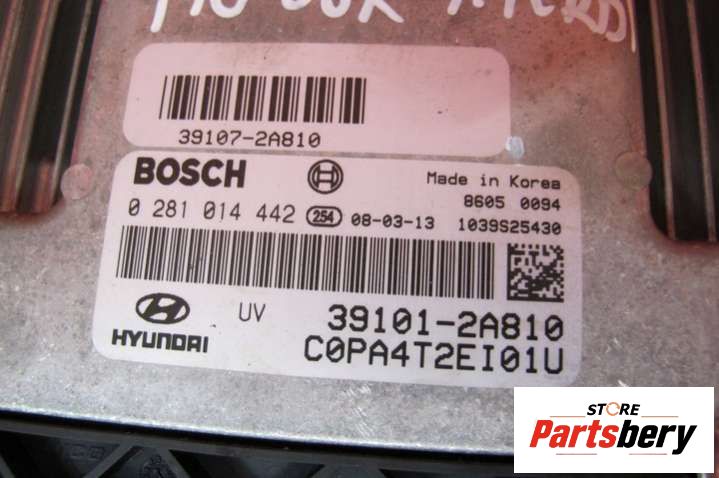 39107-2A810
BOSCH
Made in Korea
8605 0094
0 281 014 442 254 08-03-13 1039S25430
HYUNDAI
UV
39101-2A810
C0PA4T2EI01U
STORE
Partsbery